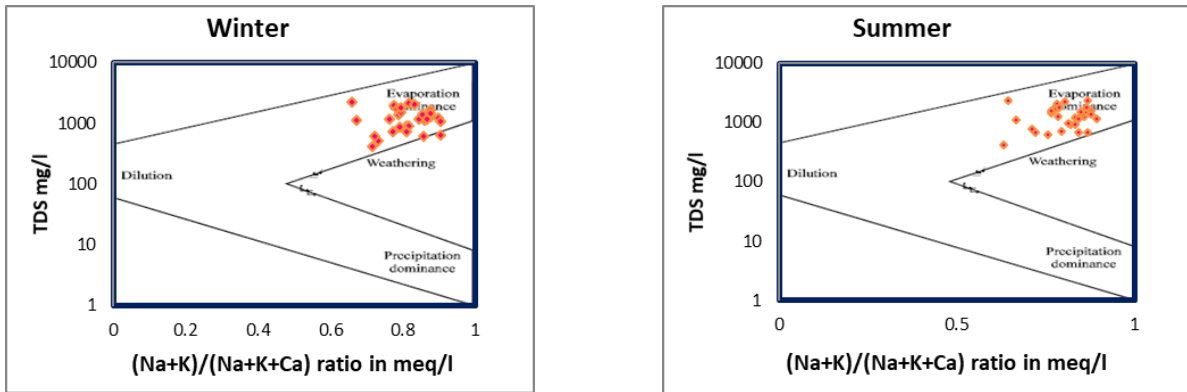 Winter
10000
1000
100
10
1
TDS mg/l
Evaporation
dominance
Weathering
Dilution
Precipitation
dominance
0
0.2
0.4
0.6
0.8
1
(Na+K)/(Na+K+Ca) ratio in meq/l
Summer
10000
1000
100
10
1
TDS mg/l
Evaporation
dominance
Weathering
Dilution
Precipitation
dominance
0
0.5
1
(Na+K)/(Na+K+Ca) ratio in meq/l